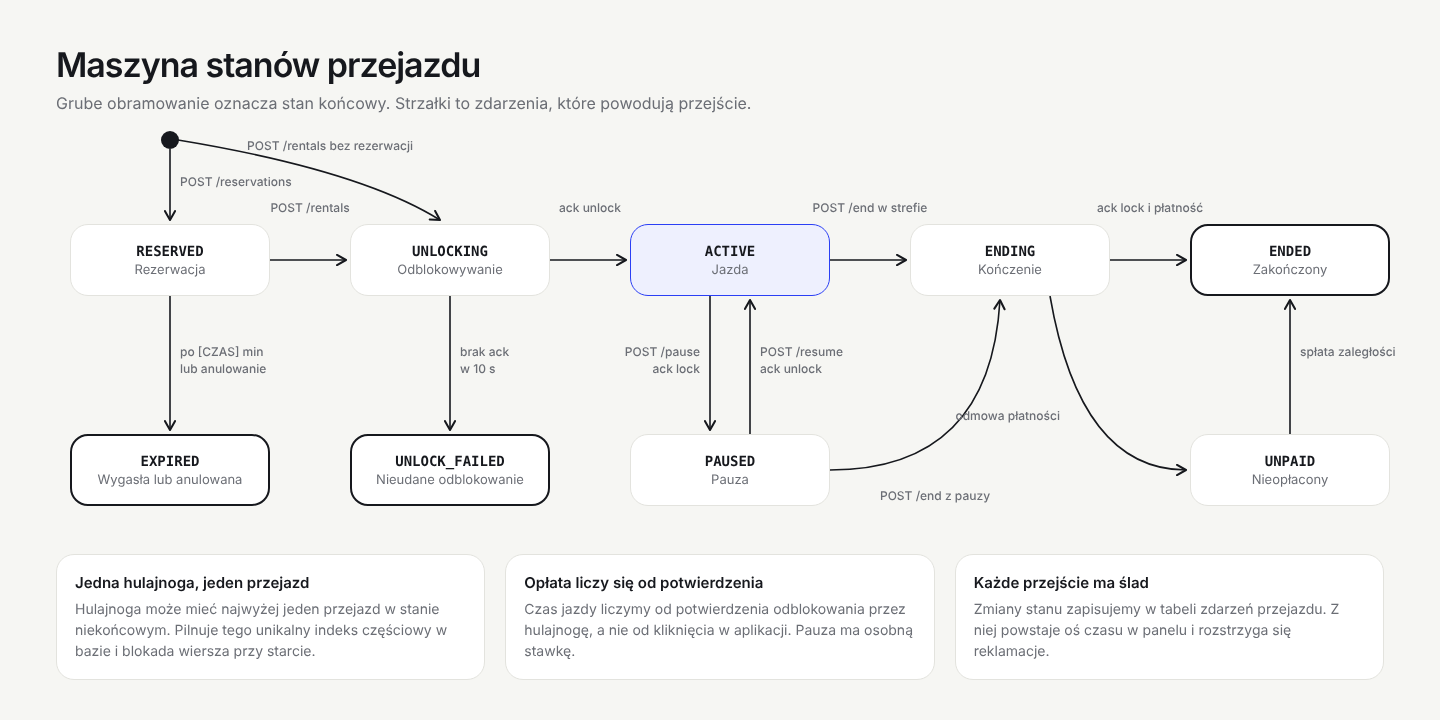 Maszyna stanów przejazdu
Grube obramowanie oznacza stan końcowy. Strzałki to zdarzenia, które powodują przejście.
POST /rentals bez rezerwacji
POST /reservations
POST /rentals
ack unlock
POST /end w strefie
ack lock i płatność
RESERVED
Rezerwacja
UNLOCKING
Odblokowywanie
ACTIVE
Jazda
ENDING
Kończenie
ENDED
Zakończony
po [CZAS] min
lub anulowanie
brak ack
w 10 s
POST /pause
ack lock
POST /resume
ack unlock
spłata zaległości
odmowa płatności
EXPIRED
Wygasła lub anulowana
UNLOCK_FAILED
Nieudane odblokowanie
PAUSED
Pauza
UNPAID
Nieopłacony
POST /end z pauzy
Jedna hulajnoga, jeden przejazd
Hulajnoga może mieć najwyżej jeden przejazd w stanie
niekońcowym. Pilnuje tego unikalny indeks częściowy w
bazie i blokada wiersza przy starcie.
Opłata liczy się od potwierdzenia
Czas jazdy liczymy od potwierdzenia odblokowania przez
hulajnogę, a nie od kliknięcia w aplikacji. Pauza ma osobną
stawkę.
Każde przejście ma ślad
Zmiany stanu zapisujemy w tabeli zdarzeń przejazdu. Z
niej powstaje oś czasu w panelu i rozstrzyga się
reklamacje.